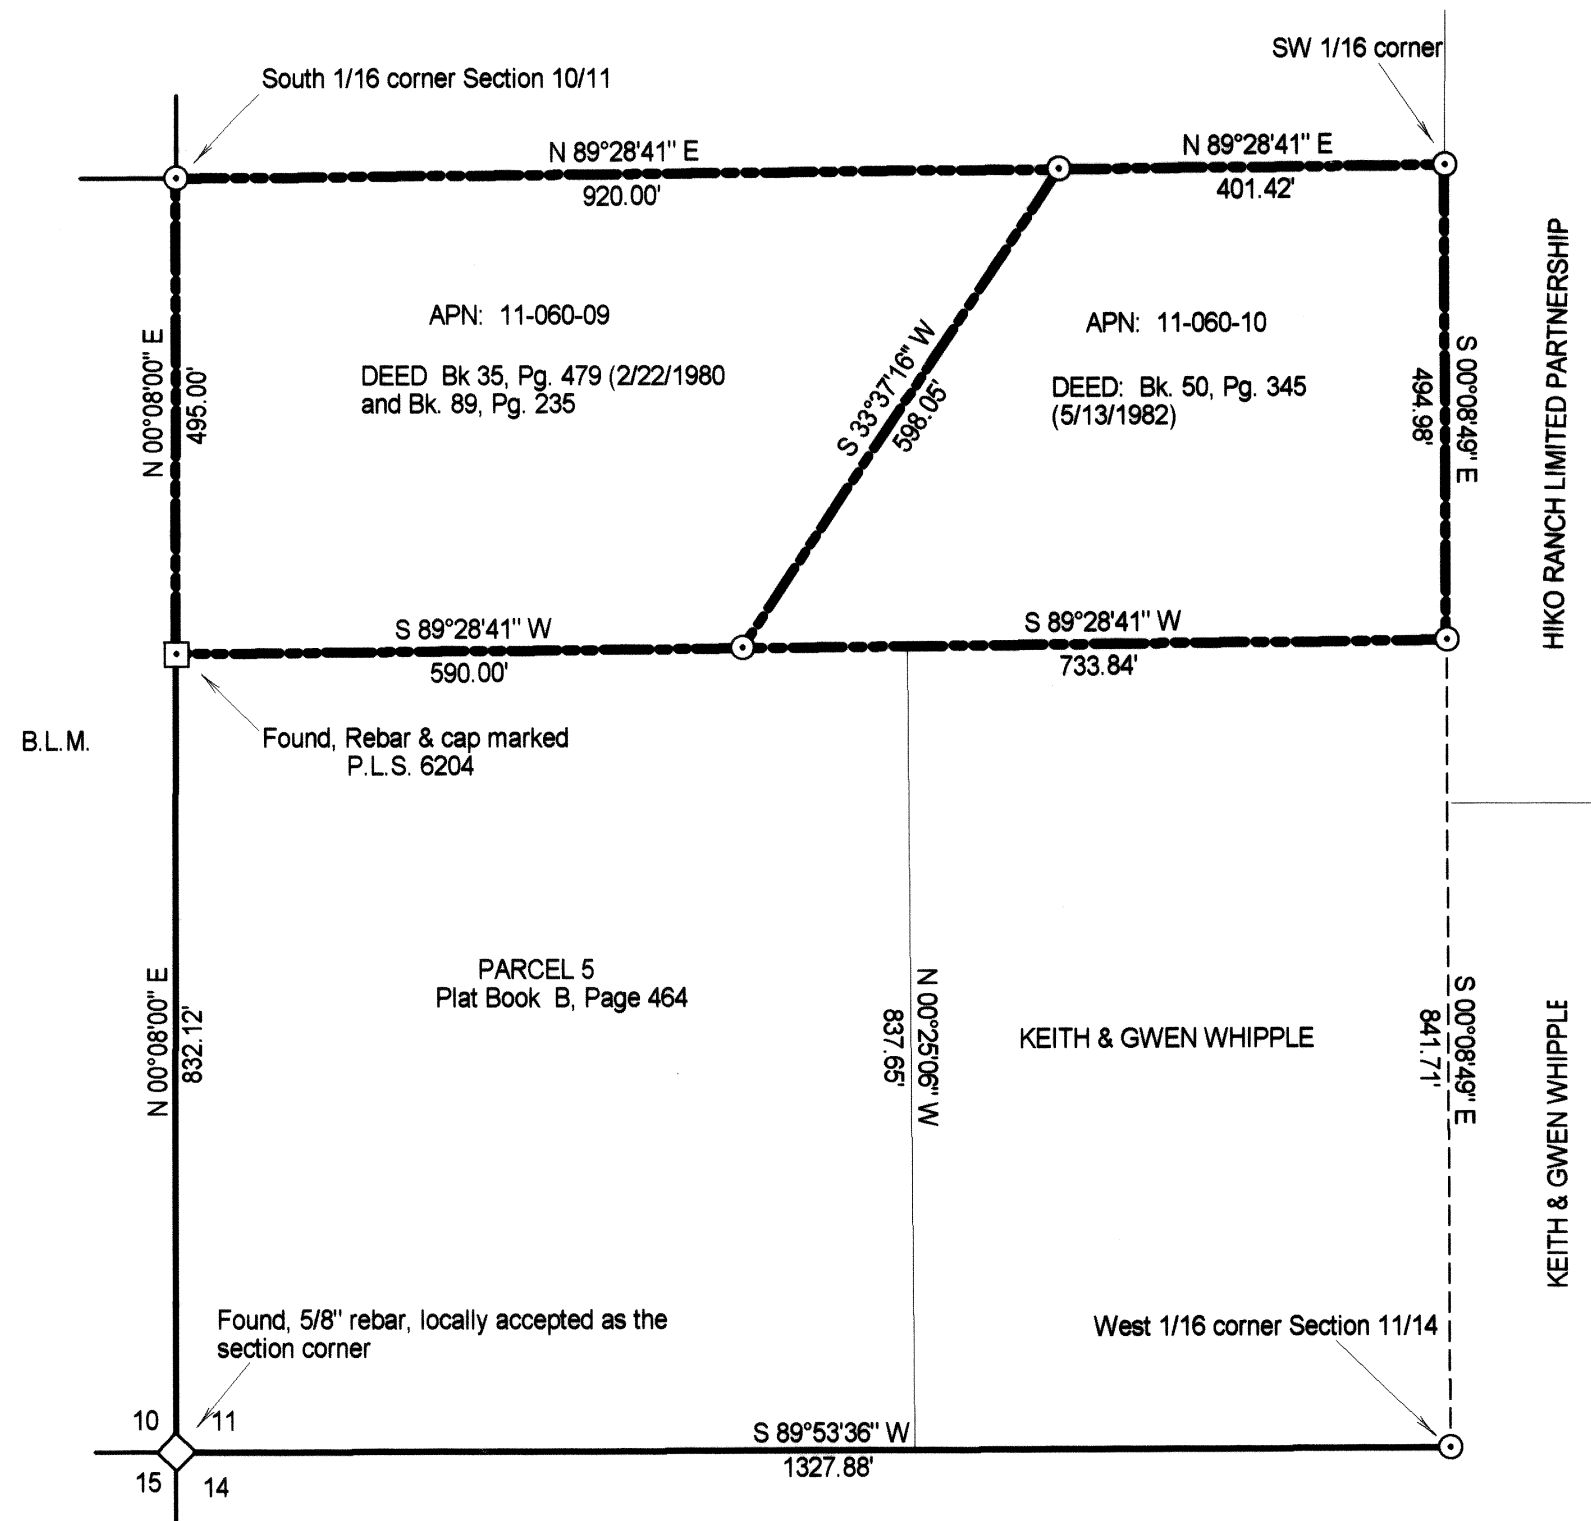 SW 1/16 corner
South 1/16 corner Section 10/11
N 89°28'41" E
920.00'
N 89°28'41" E
401.42'
N 00°08'00" E
495.00'
APN: 11-060-09
DEED Bk 35, Pg. 479 (2/22/1980
and Bk. 89, Pg. 235
S 33°37'16" W
598.05'
APN: 11-060-10
DEED: Bk. 50, Pg. 345
(5/13/1982)
S 00°08'49" E
494.98'
HIKO RANCH LIMITED PARTNERSHIP
S 89°28'41" W
590.00'
S 89°28'41" W
733.84'
B.L.M.
Found, Rebar & cap marked
P.L.S. 6204
N 00°08'00" E
832.12'
PARCEL 5
Plat Book B, Page 464
N 00°25'06" W
837.65'
KEITH & GWEN WHIPPLE
S 00°08'49" E
841.71'
KEITH & GWEN WHIPPLE
Found, 5/8" rebar, locally accepted as the
section corner
West 1/16 corner Section 11/14
10 11
15 14
S 89°53'36" W
1327.88'